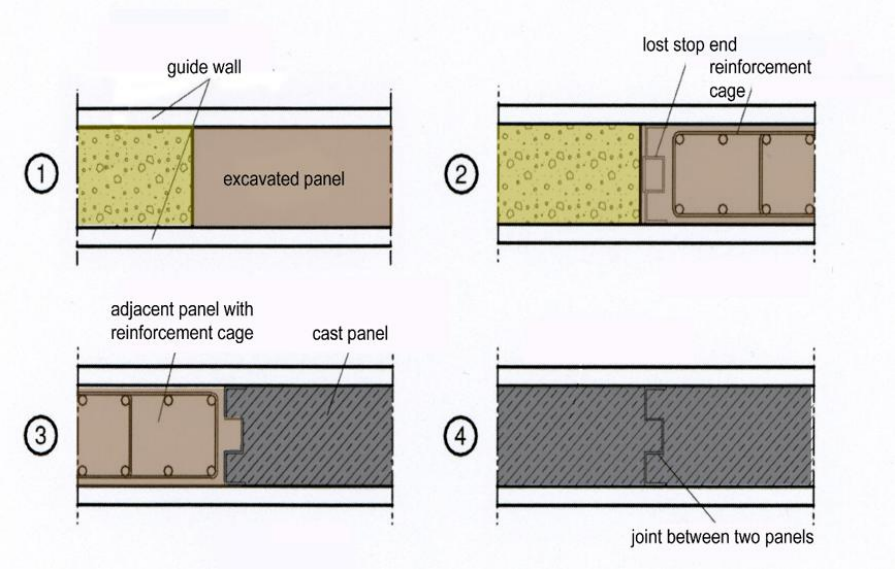 guide wall
1
excavated panel
lost stop end
reinforcement
cage
2
adjacent panel with
reinforcement cage
cast panel
3
4
joint between two panels